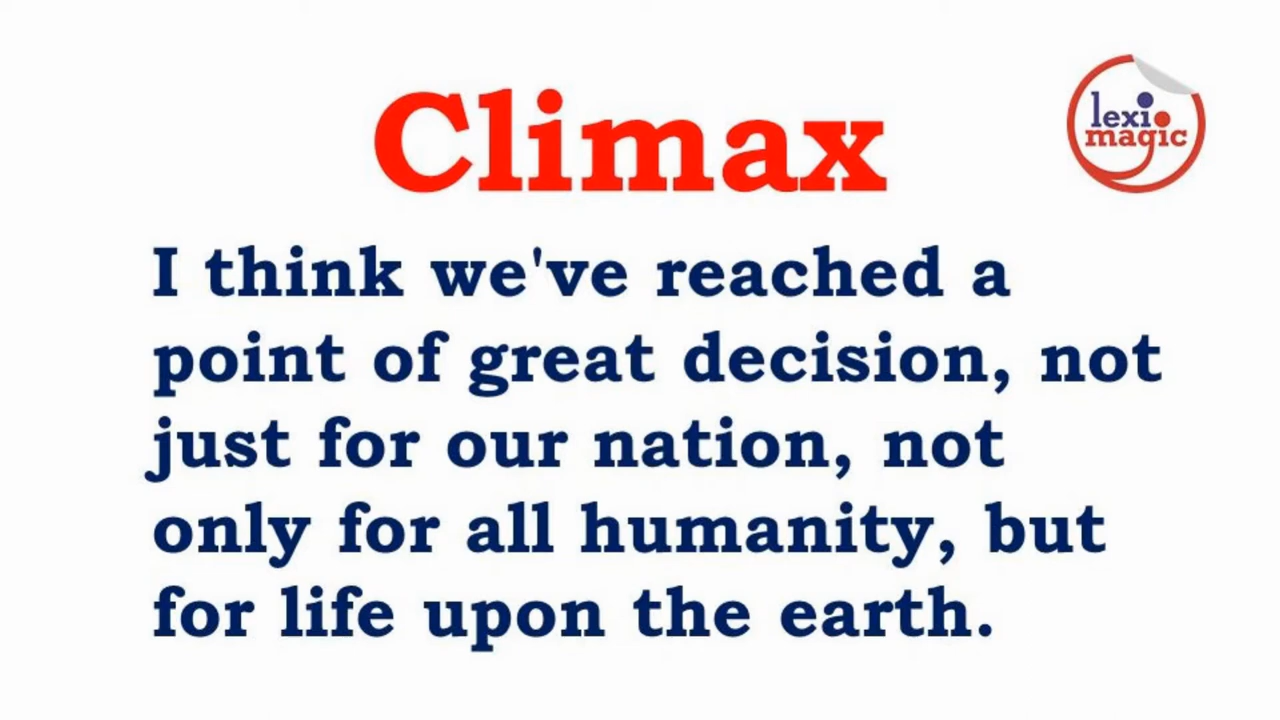 Climax
lexi
magic
I think we've reached a
point of great decision, not
just for our nation, not
only for all humanity, but
for life upon the earth.